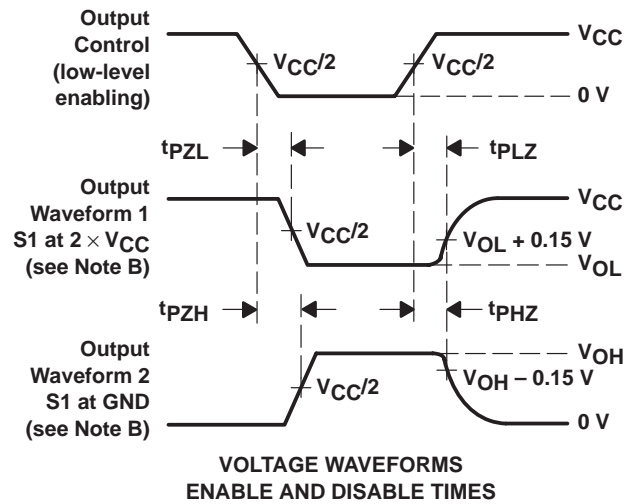 Output
Control
(low-level
enabling)
VCC/2
VCC/2
VCC
0 V
tPZL
tPLZ
Output
Waveform 1
S1 at 2 × VCC
(see Note B)
VCC/2
VCC
VOL + 0.15 V
VOL
tPZH
tPHZ
Output
Waveform 2
S1 at GND
(see Note B)
VCC/2
VOH
VOH – 0.15 V
0 V
VOLTAGE WAVEFORMS
ENABLE AND DISABLE TIMES